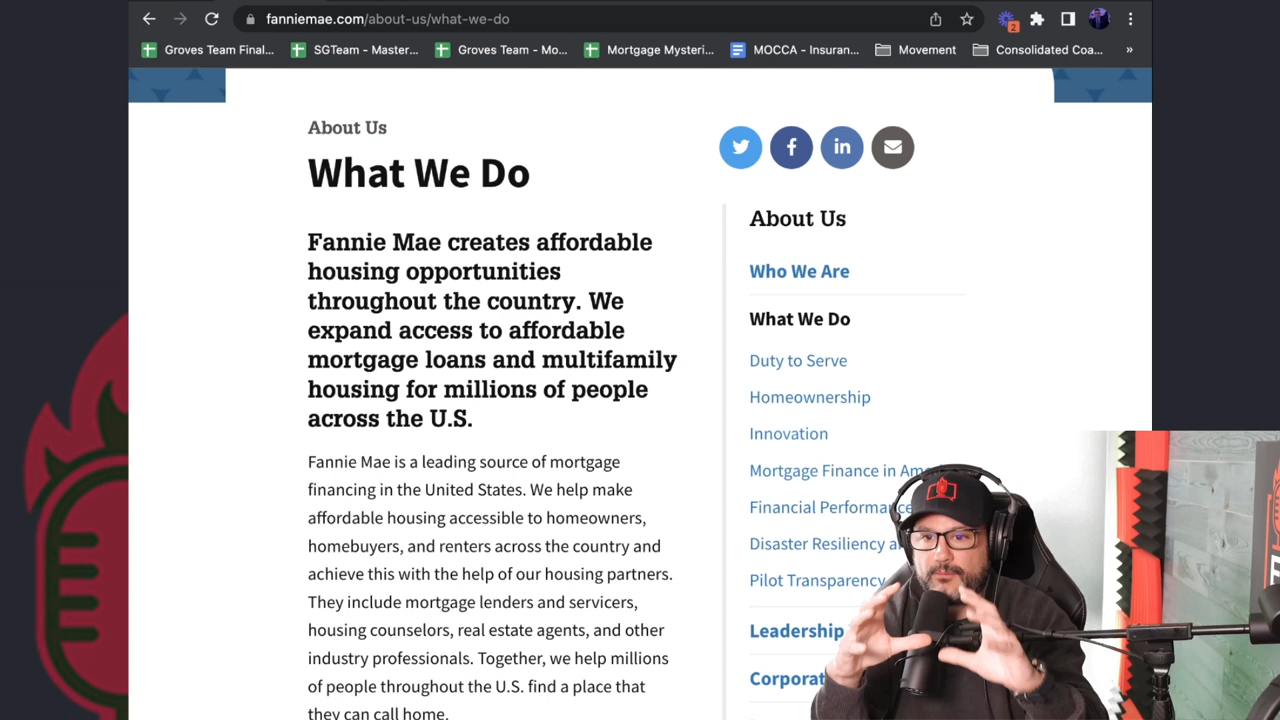 fanniemae.com/about-us/what-we-do
2
Groves Team Final...
SGTeam - Master...
Groves Team - Mo...
Mortgage Mysteri...
MOCCA - Insuran...
Movement
Consolidated Coa...
»
About Us
What We Do
Fannie Mae creates affordable
housing opportunities
throughout the country. We
expand access to affordable
mortgage loans and multifamily
housing for millions of people
across the U.S.
Fannie Mae is a leading source of mortgage
financing in the United States. We help make
affordable housing accessible to homeowners,
homebuyers, and renters across the country and
achieve this with the help of our housing partners.
They include mortgage lenders and servicers,
housing counselors, real estate agents, and other
industry professionals. Together, we help millions
of people throughout the U.S. find a place that
they can call home.
About Us
Who We Are
What We Do
Duty to Serve
Homeownership
Innovation
Mortgage Finance in Am
Financial Performance
Disaster Resiliency a
Pilot Transparency
Leadership
Corporat